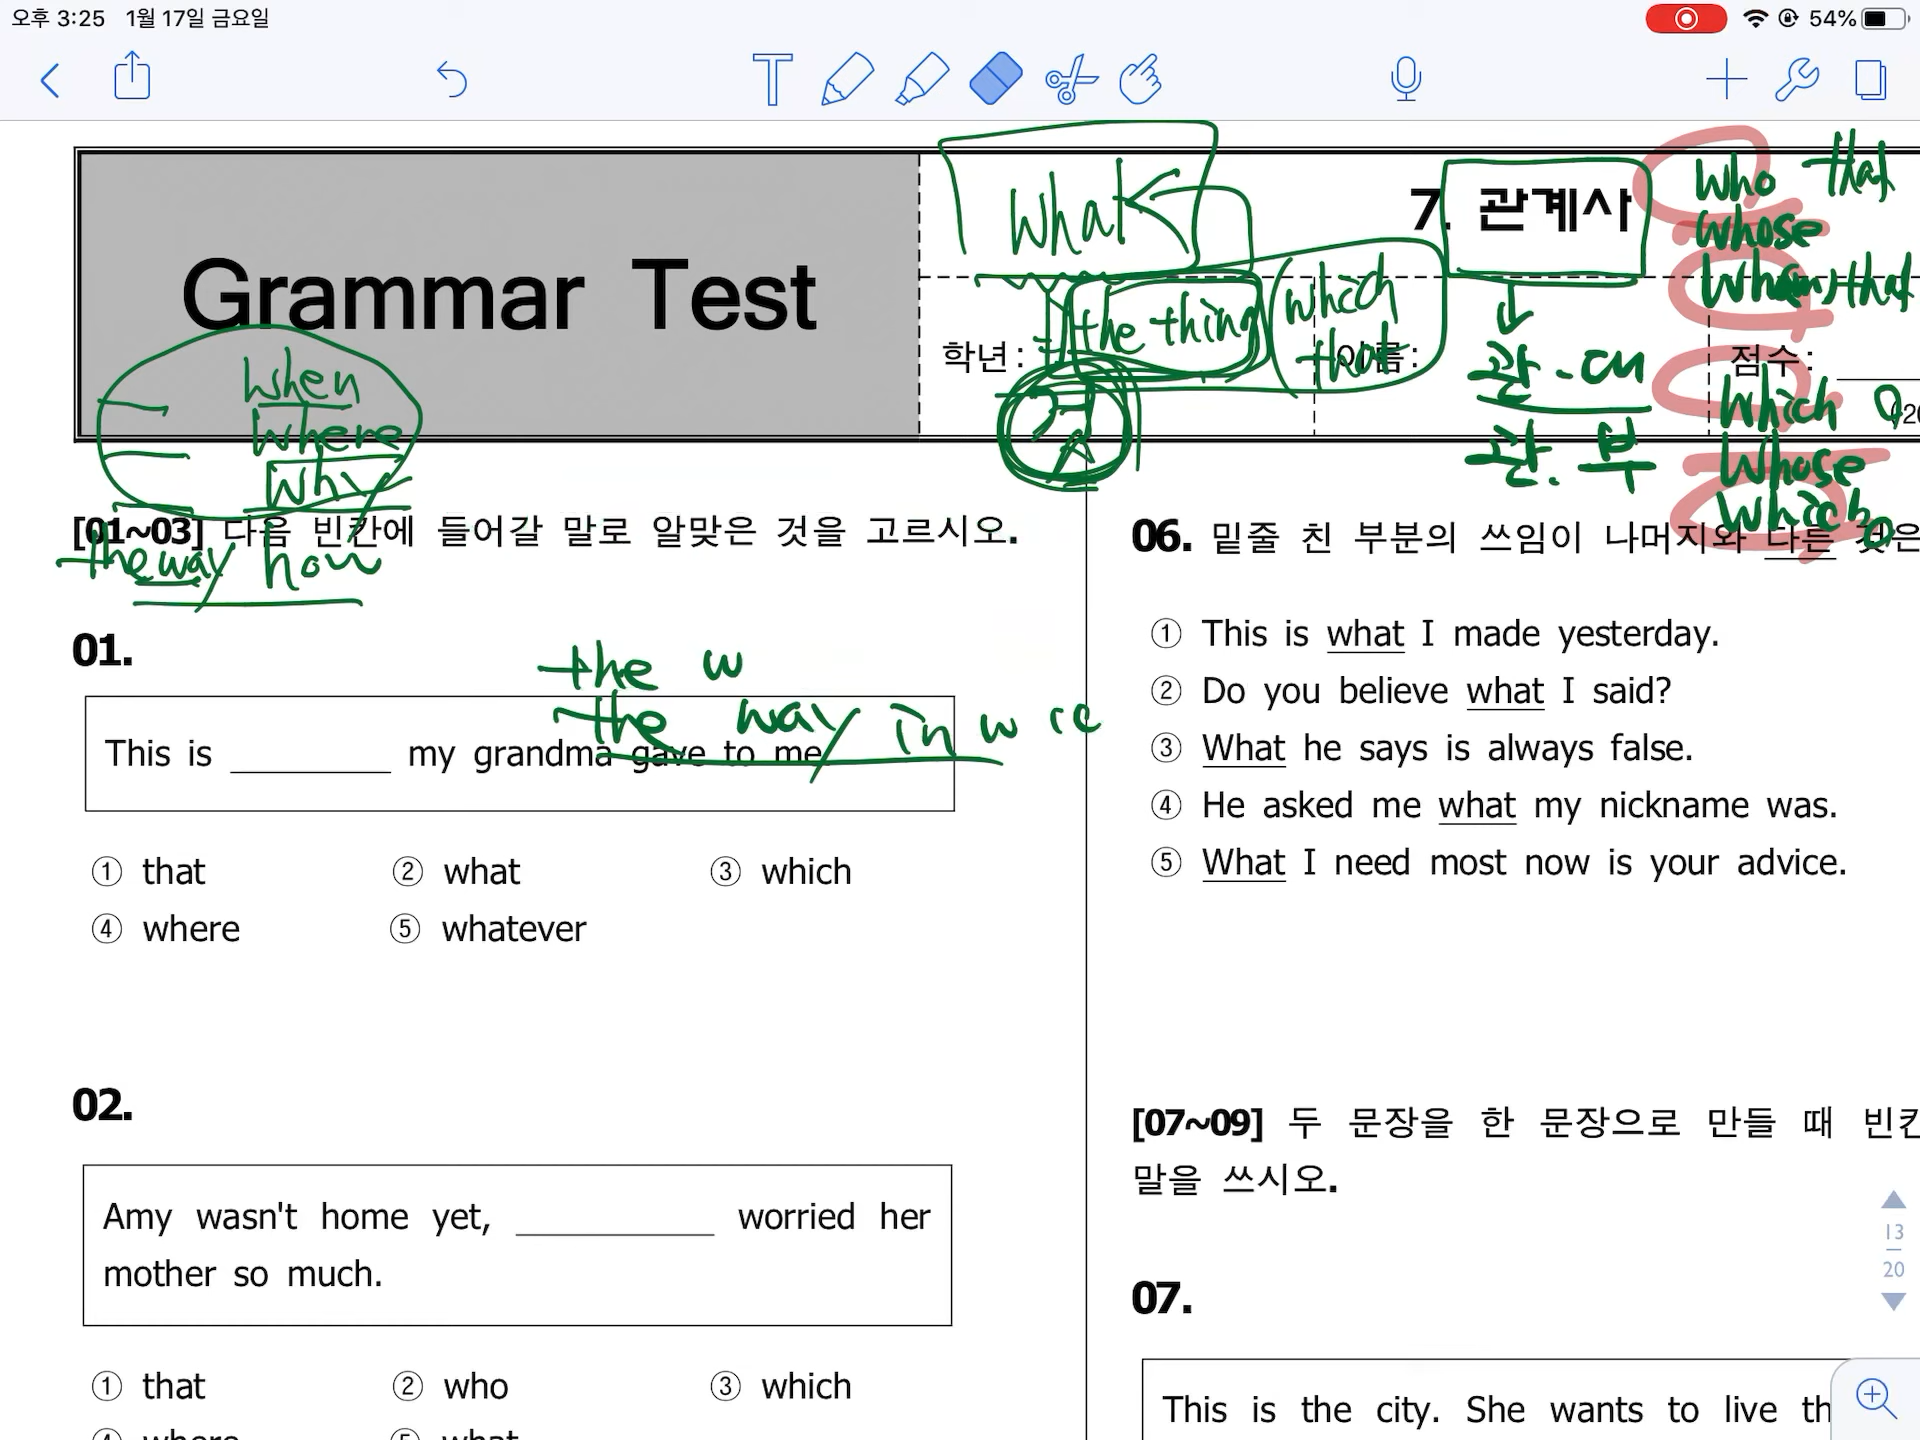 오후 3:25 1월 17일 금요일
54%
what
7. 관계사
who that
whose
whom, that
Grammar Test
the thing
which
that
학년:
이름:
점수:
관.대
관.부
which
whose
which
when
where
why
the way how
[01~03] 다음 빈칸에 들어갈 말로 알맞은 것을 고르시오.
01.
the w
the way in w
This is __________ my grandma gave to me
① that ② what ③ which
④ where ⑤ whatever
02.
Amy wasn't home yet, __________ worried her
mother so much.
① that ② who ③ which
④ where ⑤ what
06. 밑줄 친 부분의 쓰임이 나머지와 다른 것은
① This is what I made yesterday.
② Do you believe what I said?
③ What he says is always false.
④ He asked me what my nickname was.
⑤ What I need most now is your advice.
[07~09] 두 문장을 한 문장으로 만들 때 빈칸
말을 쓰시오.
07.
This is the city. She wants to live th
13
20